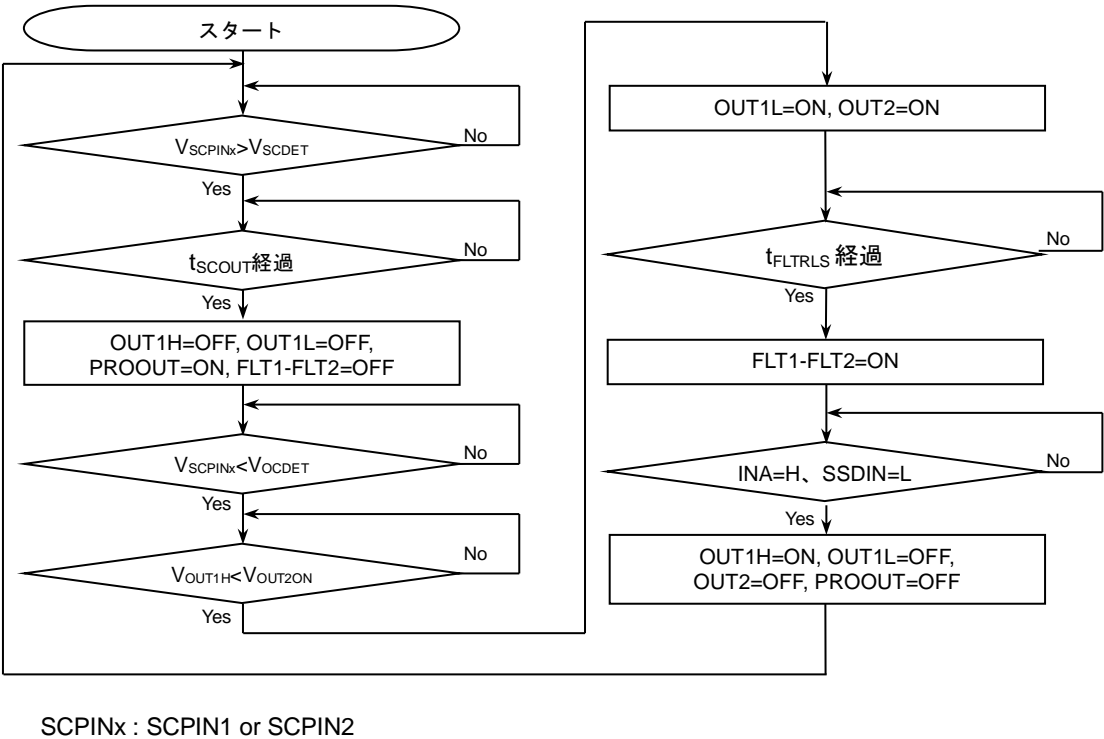 スタート
VSCPINx>VSCDET
No
Yes
tSCOUT経過
No
Yes
OUT1H=OFF, OUT1L=OFF,
PROOUT=ON, FLT1-FLT2=OFF
VSCPINx<VOCDET
No
Yes
VOUT1H<VOUT2ON
No
Yes
OUT1L=ON, OUT2=ON
tFLTRLS 経過
No
Yes
FLT1-FLT2=ON
INA=H、SSDIN=L
No
Yes
OUT1H=ON, OUT1L=OFF,
OUT2=OFF, PROOUT=OFF
SCPINx : SCPIN1 or SCPIN2